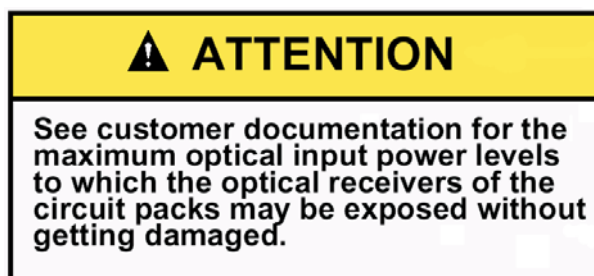 ATTENTION
See customer documentation for the
maximum optical input power levels
to which the optical receivers of the
circuit packs may be exposed without
getting damaged.